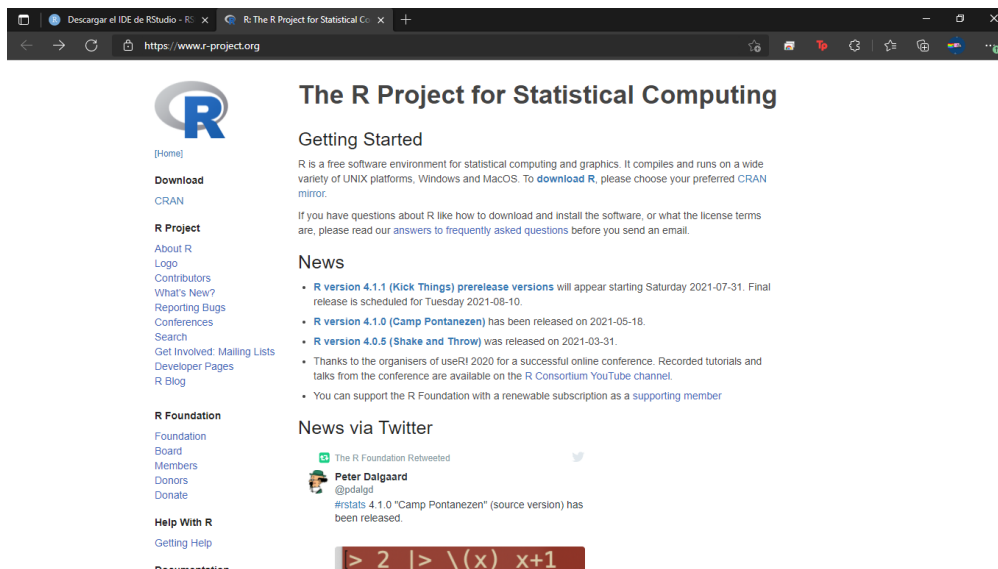 Descargar el IDE de RStudio - RS
R: The R Project for Statistical Co
https://www.r-project.org
R
[Home]
Download
CRAN
R Project
About R
Logo
Contributors
What's New?
Reporting Bugs
Conferences
Search
Get Involved: Mailing Lists
Developer Pages
R Blog
R Foundation
Foundation
Board
Members
Donors
Donate
Help With R
Getting Help
Documentation
The R Project for Statistical Computing
Getting Started
R is a free software environment for statistical computing and graphics. It compiles and runs on a wide
variety of UNIX platforms, Windows and MacOS. To download R, please choose your preferred CRAN
mirror.
If you have questions about R like how to download and install the software, or what the license terms
are, please read our answers to frequently asked questions before you send an email.
News
• R version 4.1.1 (Kick Things) prerelease versions will appear starting Saturday 2021-07-31. Final
release is scheduled for Tuesday 2021-08-10.
• R version 4.1.0 (Camp Pontanezen) has been released on 2021-05-18.
• R version 4.0.5 (Shake and Throw) was released on 2021-03-31.
• Thanks to the organisers of useR! 2020 for a successful online conference. Recorded tutorials and
talks from the conference are available on the R Consortium YouTube channel.
• You can support the R Foundation with a renewable subscription as a supporting member
News via Twitter
The R Foundation Retweeted
Peter Dalgaard
@pdalgd
#rstats 4.1.0 "Camp Pontanezen" (source version) has
been released.
> 2 |> \(x) x+1